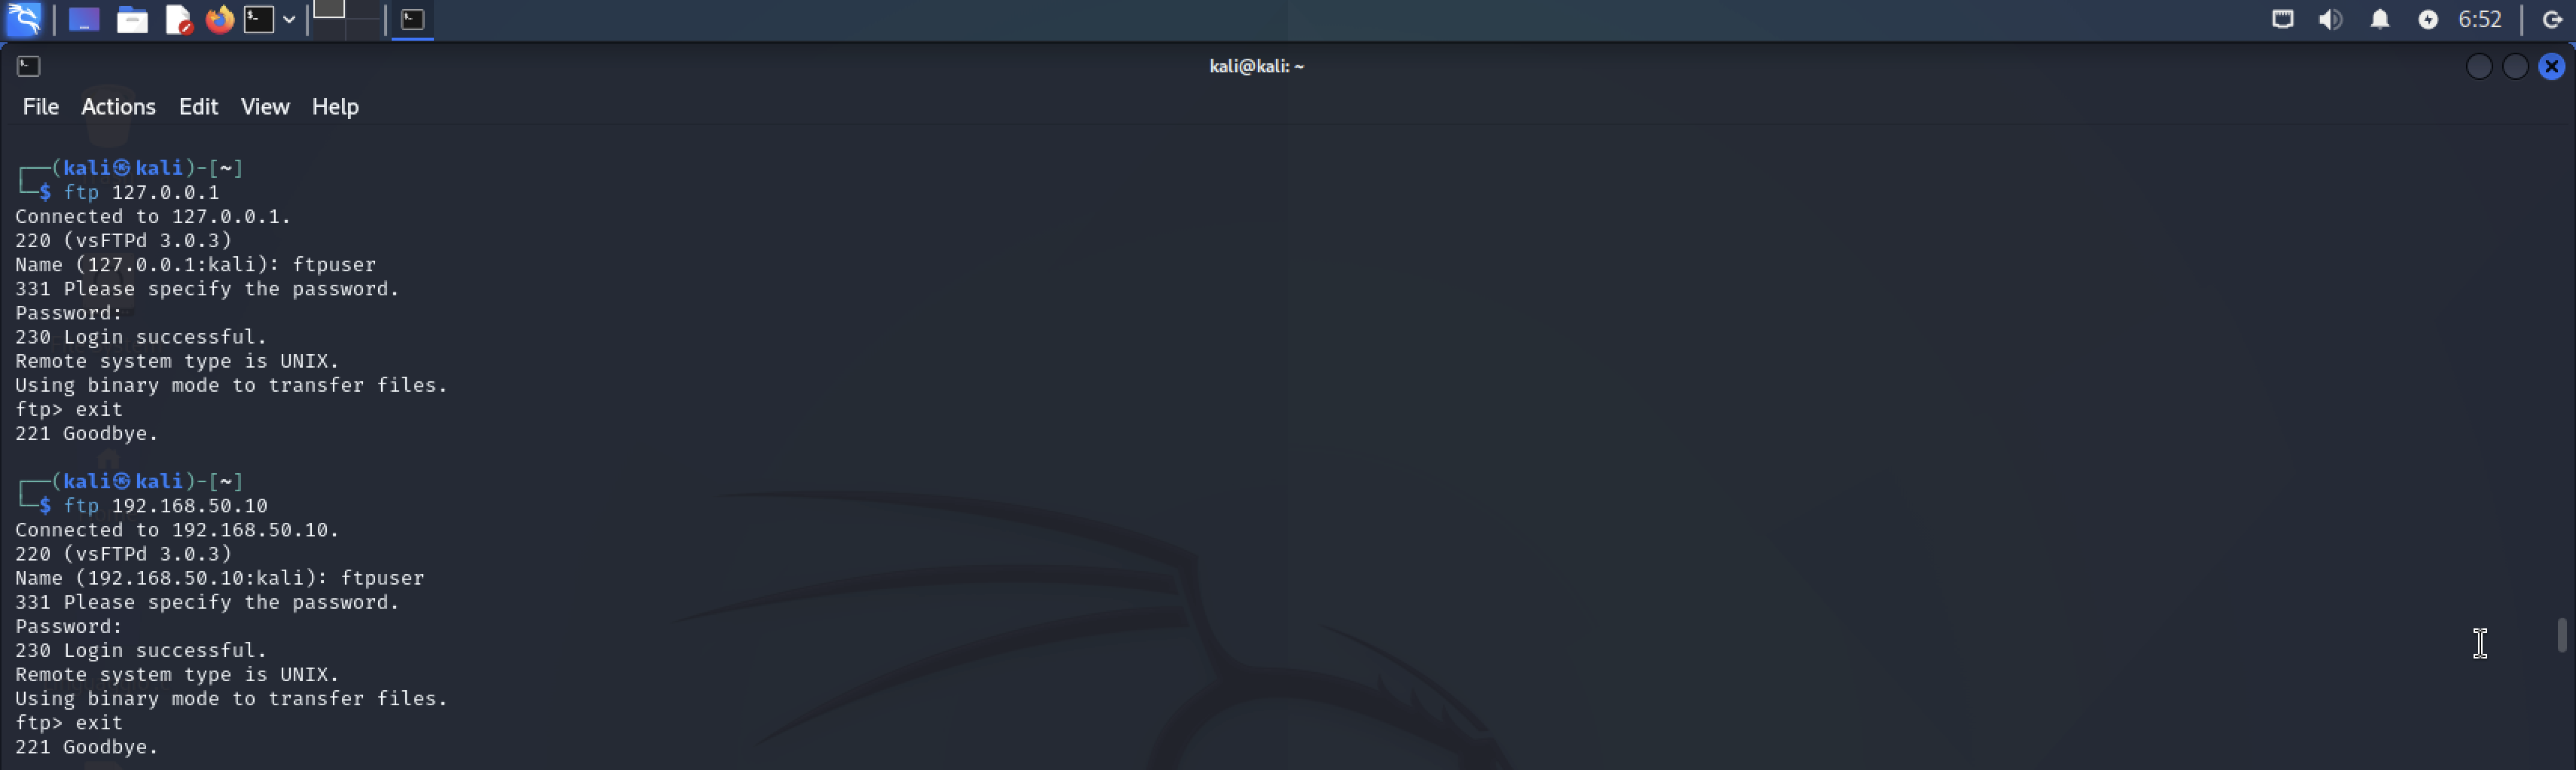 6:52
kali@kali: ~
File Actions Edit View Help
┌──(kali㉿kali)-[~]
└─$ ftp 127.0.0.1
Connected to 127.0.0.1.
220 (vsFTPd 3.0.3)
Name (127.0.0.1:kali): ftpuser
331 Please specify the password.
Password:
230 Login successful.
Remote system type is UNIX.
Using binary mode to transfer files.
ftp> exit
221 Goodbye.
┌──(kali㉿kali)-[~]
└─$ ftp 192.168.50.10
Connected to 192.168.50.10.
220 (vsFTPd 3.0.3)
Name (192.168.50.10:kali): ftpuser
331 Please specify the password.
Password:
230 Login successful.
Remote system type is UNIX.
Using binary mode to transfer files.
ftp> exit
221 Goodbye.